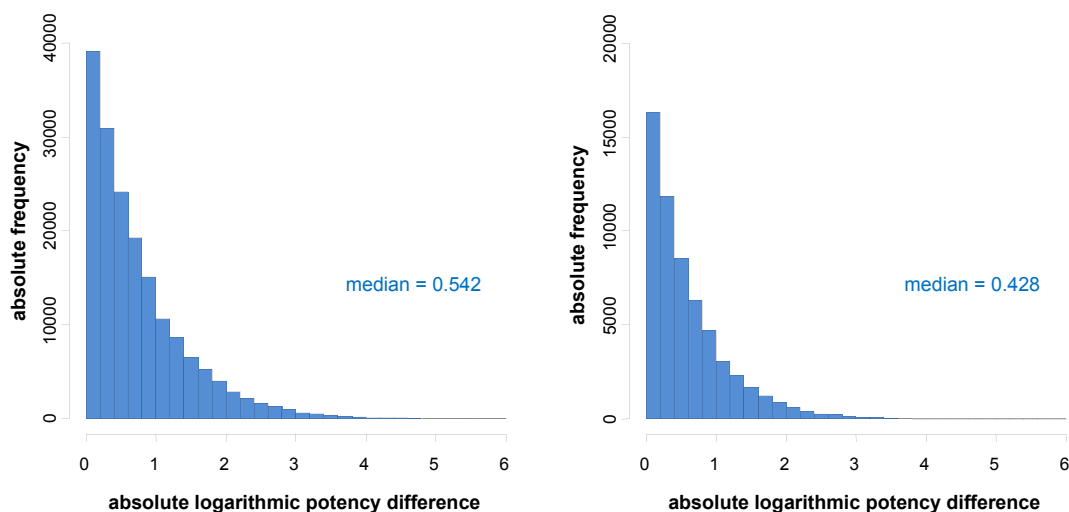 absolute frequency
40000
30000
20000
10000
0
median = 0.542
0 1 2 3 4 5 6
absolute logarithmic potency difference
absolute frequency
20000
15000
10000
5000
0
median = 0.428
0 1 2 3 4 5 6
absolute logarithmic potency difference